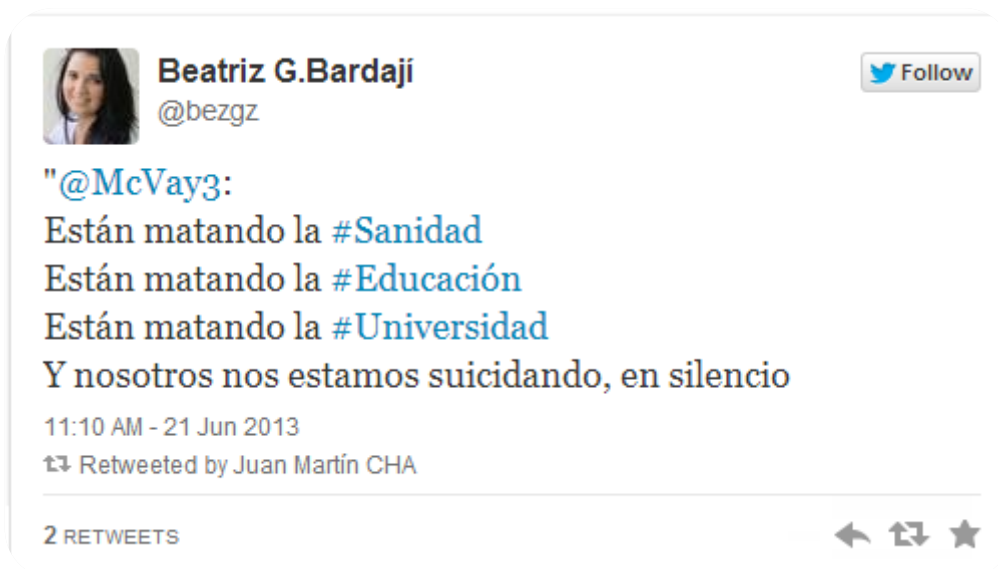 Beatriz G.Bardají
@bezgz
Follow
"@McVay3:
Están matando la #Sanidad
Están matando la #Educación
Están matando la #Universidad
Y nosotros nos estamos suicidando, en silencio
11:10 AM - 21 Jun 2013
Retweeted by Juan Martín CHA
2 RETWEETS